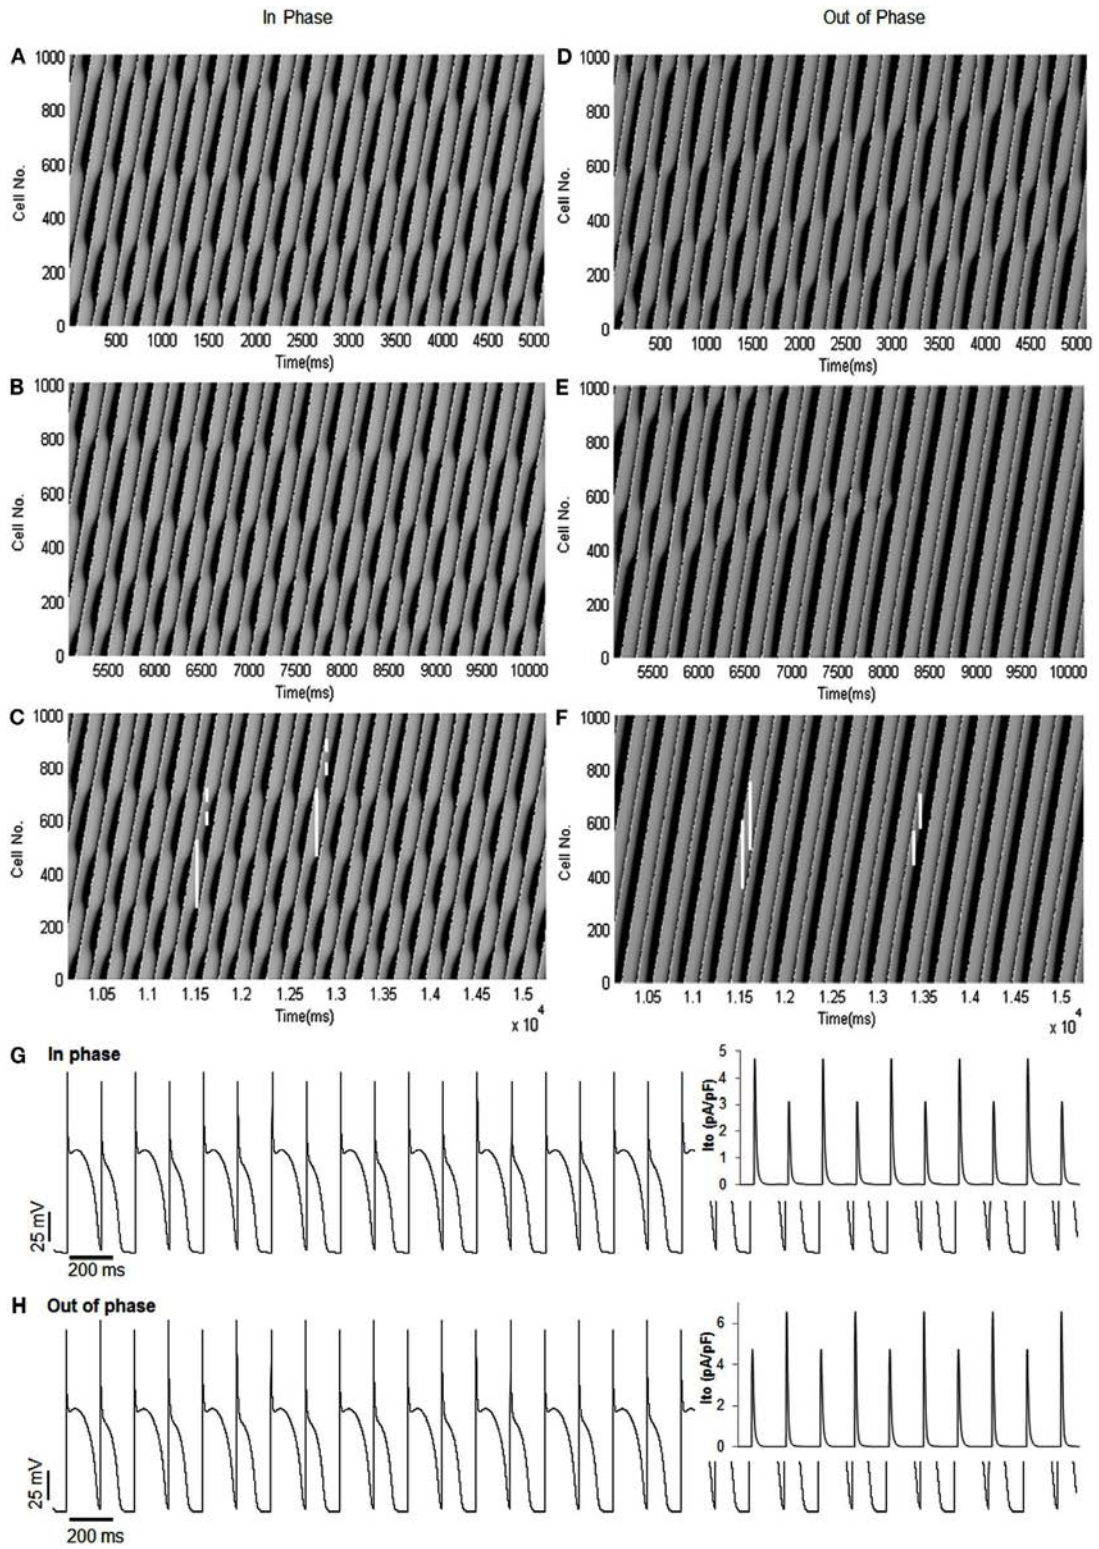 In Phase
Out of Phase
A
1000
800
600
400
200
0
Cell No.
500 1000 1500 2000 2500 3000 3500 4000 4500 5000
Time(ms)
D
1000
800
600
400
200
0
Cell No.
500 1000 1500 2000 2500 3000 3500 4000 4500 5000
Time(ms)
B
1000
800
600
400
200
0
Cell No.
5500 6000 6500 7000 7500 8000 8500 9000 9500 10000
Time(ms)
E
1000
800
600
400
200
0
Cell No.
5500 6000 6500 7000 7500 8000 8500 9000 9500 10000
Time(ms)
C
1000
800
600
400
200
0
Cell No.
1.05 1.1 1.15 1.2 1.25 1.3 1.35 1.4 1.45 1.5
Time(ms)
x 10^4
F
1000
800
600
400
200
0
Cell No.
1.05 1.1 1.15 1.2 1.25 1.3 1.35 1.4 1.45 1.5
Time(ms)
x 10^4
G In phase
25 mV
200 ms
Ito (pA/pF)
5
4
3
2
1
0
H Out of phase
25 mV
200 ms
Ito (pA/pF)
6
4
2
0